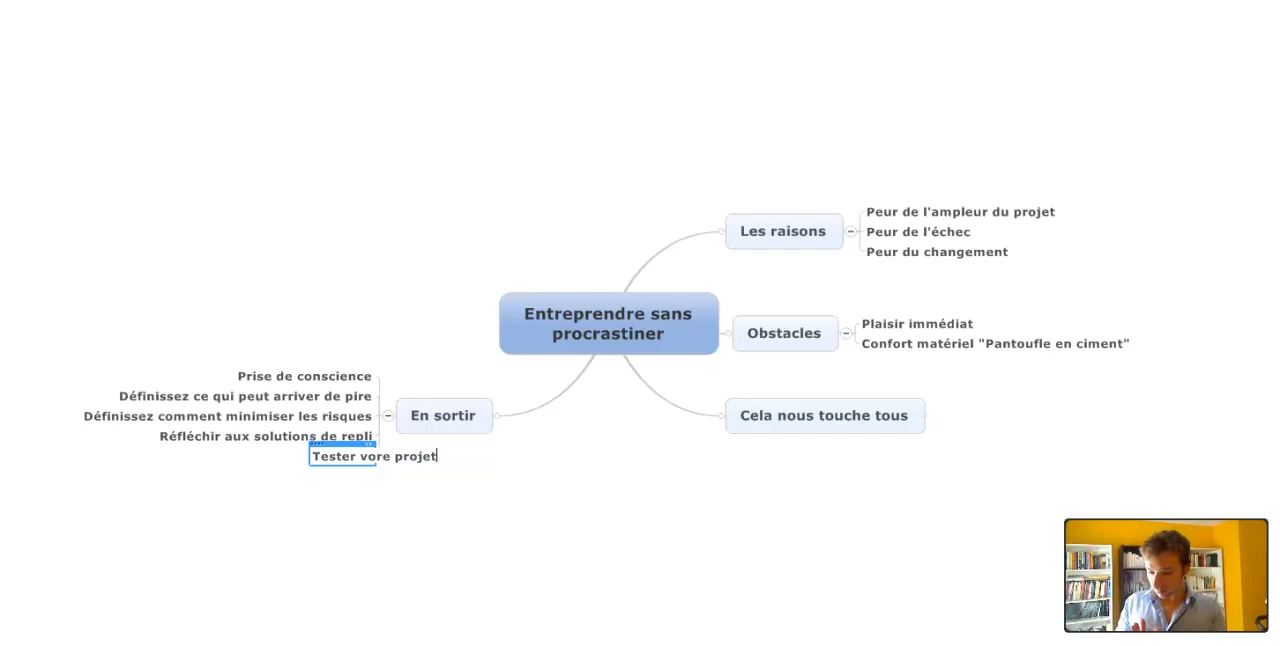 Entreprendre sans
procrastiner
Les raisons
Peur de l'ampleur du projet
Peur de l'échec
Peur du changement
Obstacles
Plaisir immédiat
Confort matériel "Pantoufle en ciment"
Cela nous touche tous
En sortir
Prise de conscience
Définissez ce qui peut arriver de pire
Définissez comment minimiser les risques
Réfléchir aux solutions de repli
Tester vore projet